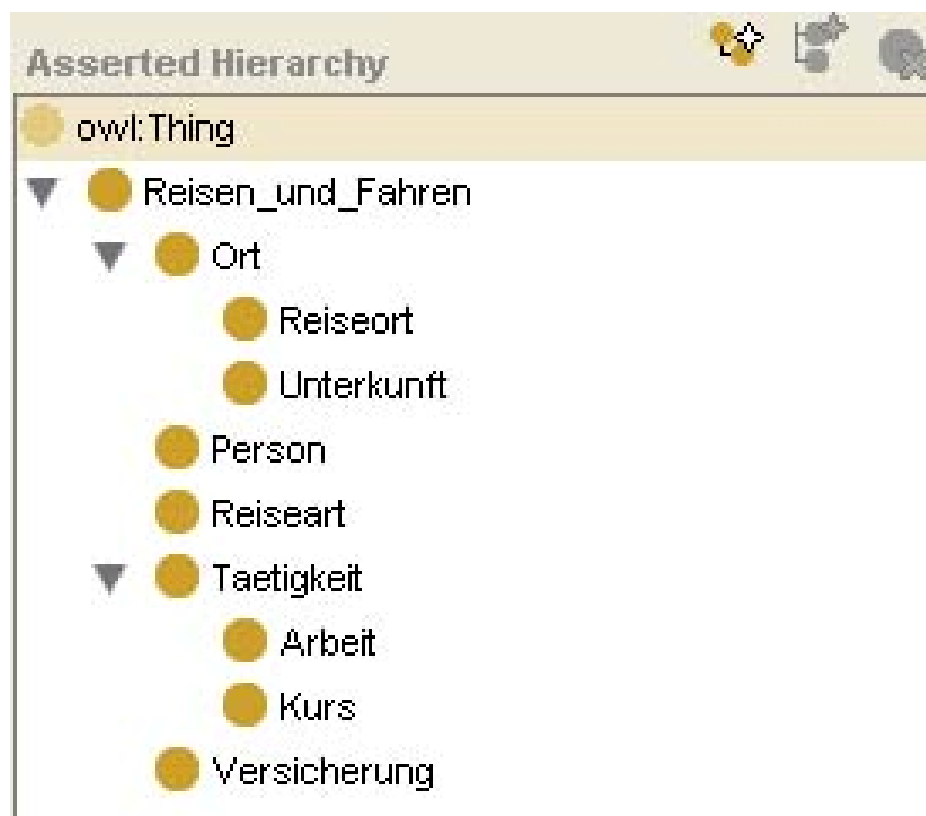 Asserted Hierarchy
owl:Thing
Reisen_und_Fahren
Ort
Reiseort
Unterkunft
Person
Reiseart
Taetigkeit
Arbeit
Kurs
Versicherung